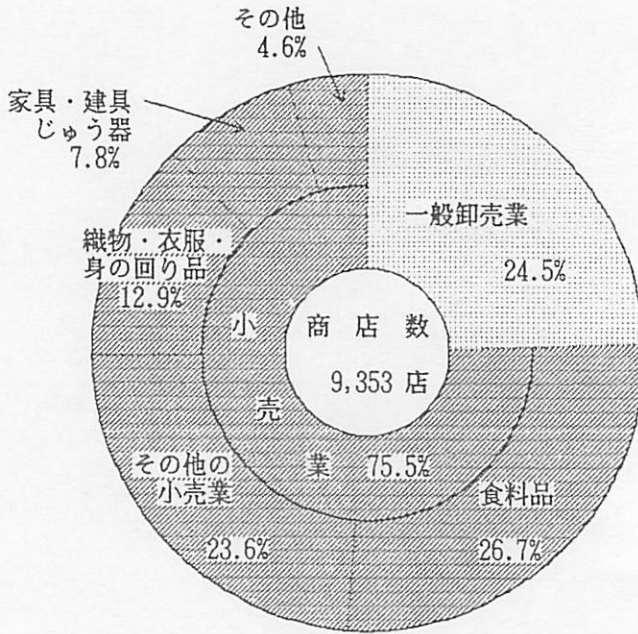 その他
4.6%
家具・建具
じゅう器
7.8%
一般卸売業
24.5%
織物・衣服・
身の回り品
12.9%
商店数
9,353 店
小売業 75.5%
その他の
小売業
23.6%
食料品
26.7%